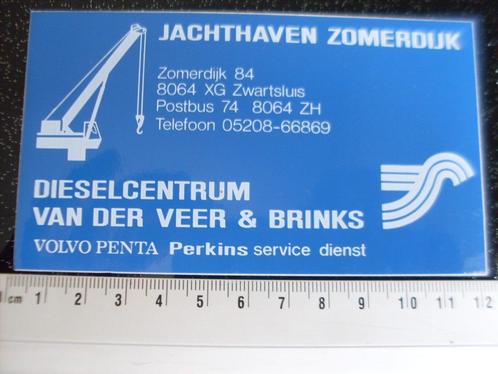 JACHTHAVEN ZOMERDIJK
Zomerdijk 84
8064 XG Zwartsluis
Postbus 74 8064 ZH
Telefoon 05208-66869
DIESELCENTRUM
VAN DER VEER & BRINKS
VOLVO PENTA Perkins service dienst
cm 1 2 3 4 5 6 7 8 9 10 11 12